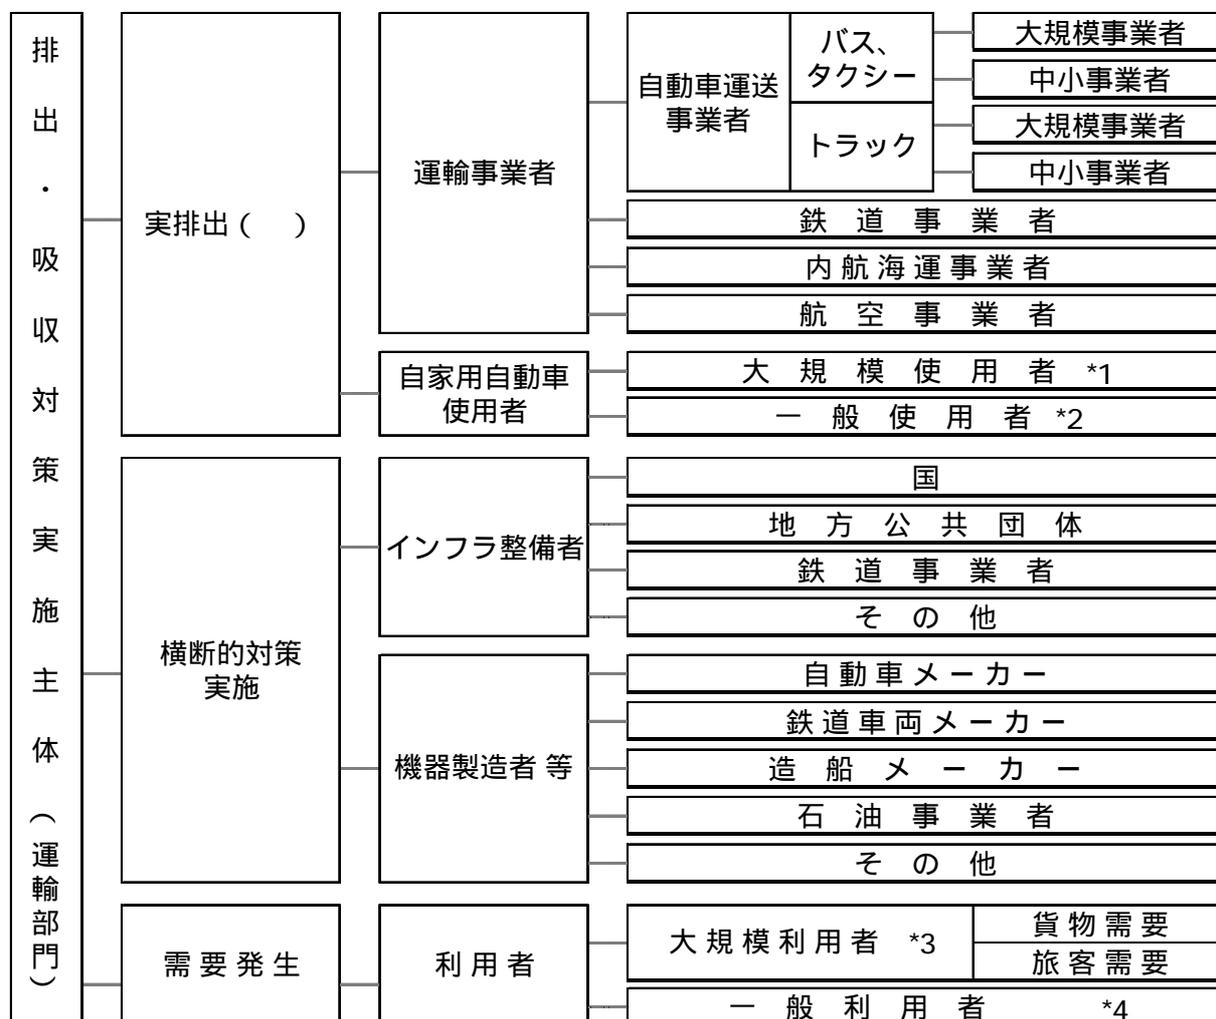 排出・吸収対策実施主体（運輸部門）
実排出（　）
運輸事業者
自動車運送
事業者
バス、
タクシー
大規模事業者
中小事業者
トラック
大規模事業者
中小事業者
鉄道事業者
内航海運事業者
航空事業者
自家用自動車
使用者
大規模使用者 *1
一般使用者 *2
横断的対策
実施
インフラ整備者
国
地方公共団体
鉄道事業者
その他
機器製造者 等
自動車メーカー
鉄道車両メーカー
造船メーカー
石油事業者
その他
需要発生
利用者
大規模利用者 *3
貨物需要
旅客需要
一般利用者 *4